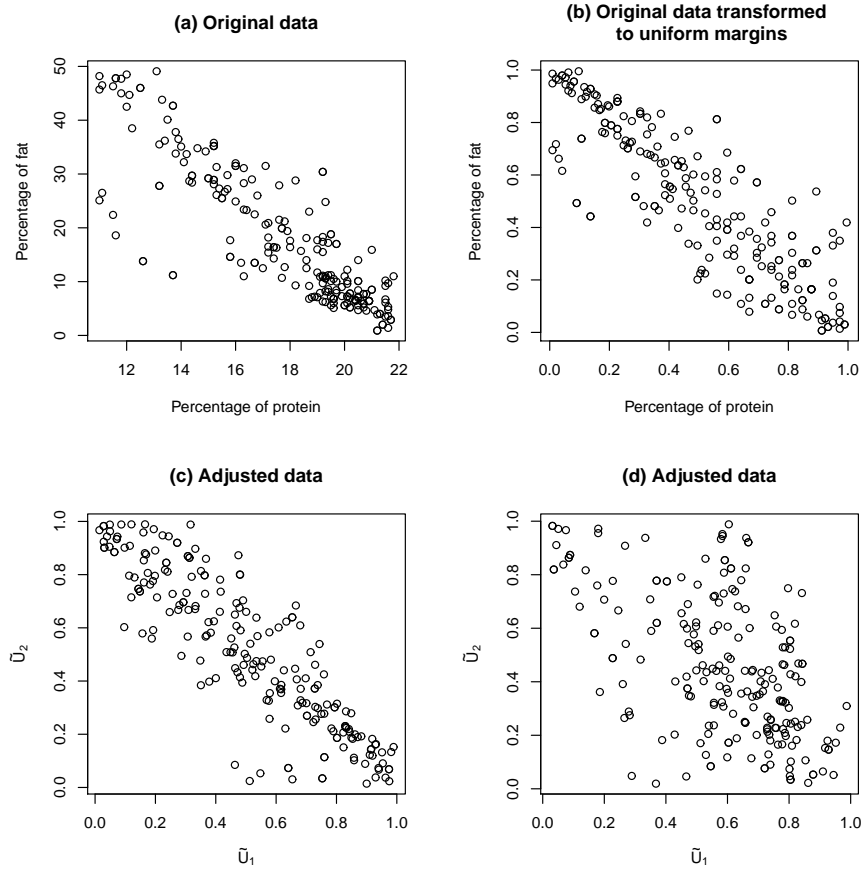 (a) Original data
50
40
30
20
10
0
Percentage of fat
12 14 16 18 20 22
Percentage of protein
(b) Original data transformed
to uniform margins
1.0
0.8
0.6
0.4
0.2
0.0
Percentage of fat
0.0 0.2 0.4 0.6 0.8 1.0
Percentage of protein
(c) Adjusted data
1.0
0.8
0.6
0.4
0.2
0.0
Ũ₂
0.0 0.2 0.4 0.6 0.8 1.0
Ũ₁
(d) Adjusted data
1.0
0.8
0.6
0.4
0.2
0.0
Ũ₂
0.0 0.2 0.4 0.6 0.8 1.0
Ũ₁